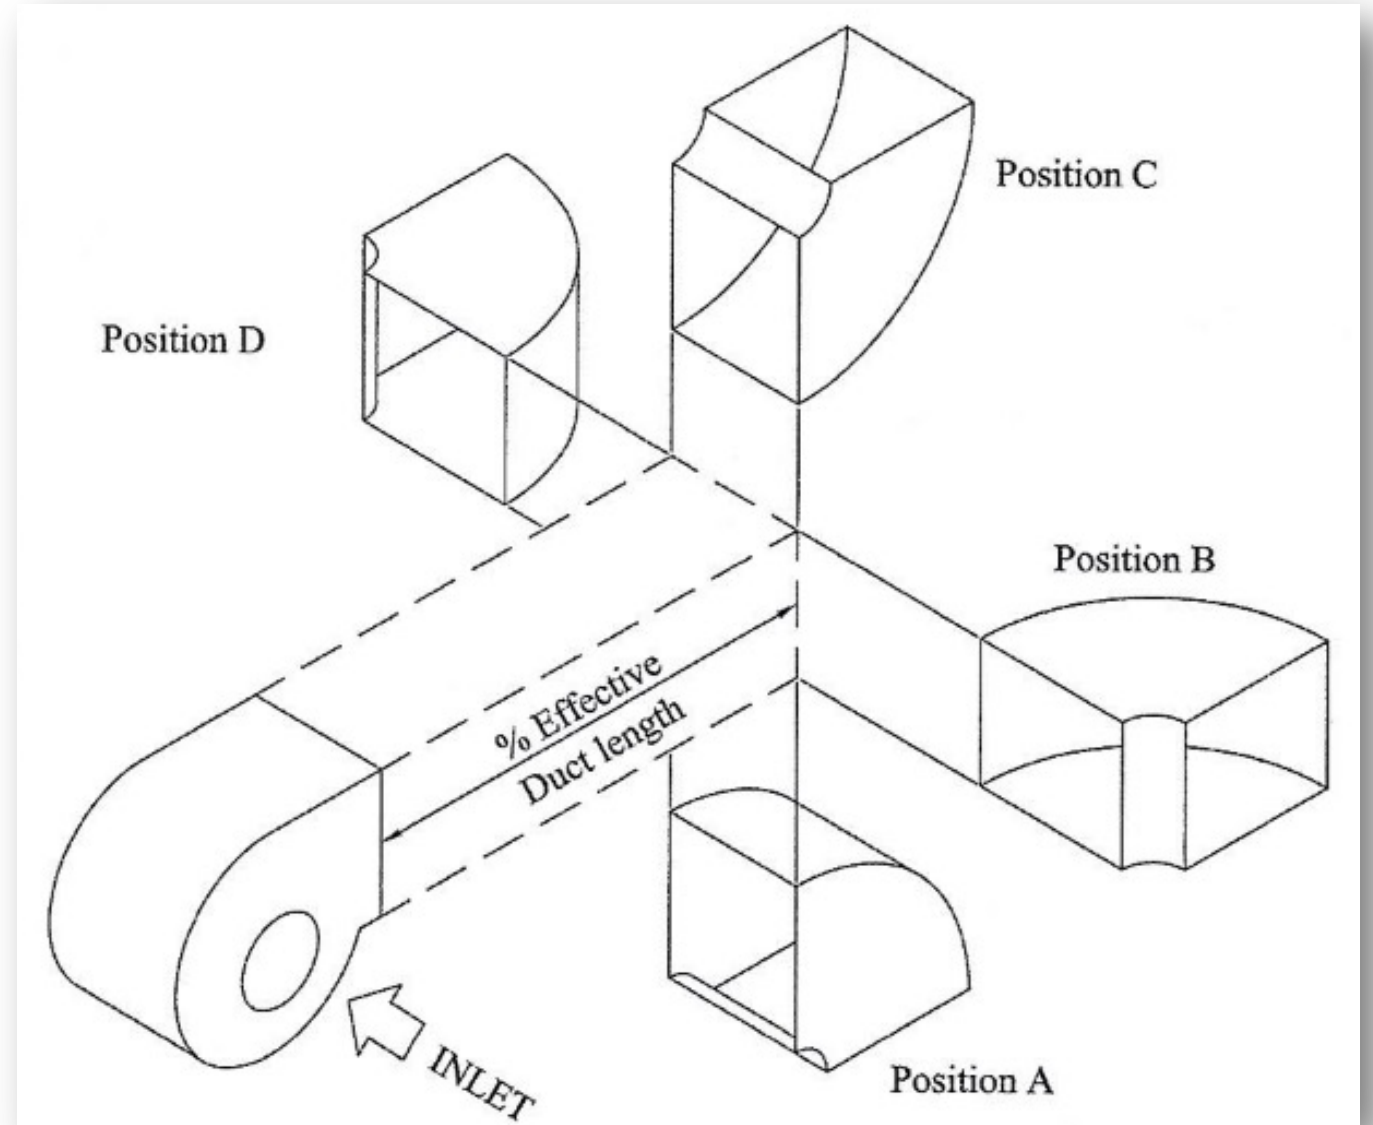 Position C
Position D
Position B
% Effective
Duct length
INLET
Position A